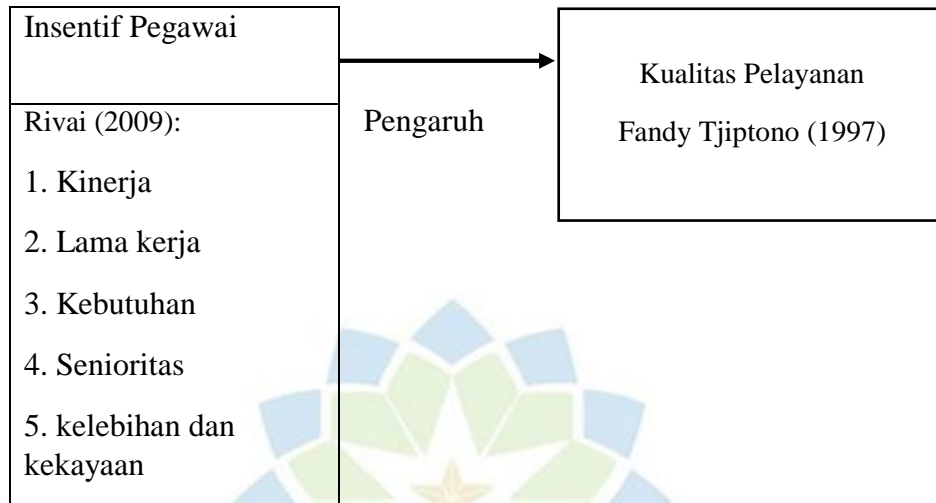 Insentif Pegawai
Rivai (2009):
1. Kinerja
2. Lama kerja
3. Kebutuhan
4. Senioritas
5. kelebihan dan
kekayaan
Pengaruh
Kualitas Pelayanan
Fandy Tjiptono (1997)